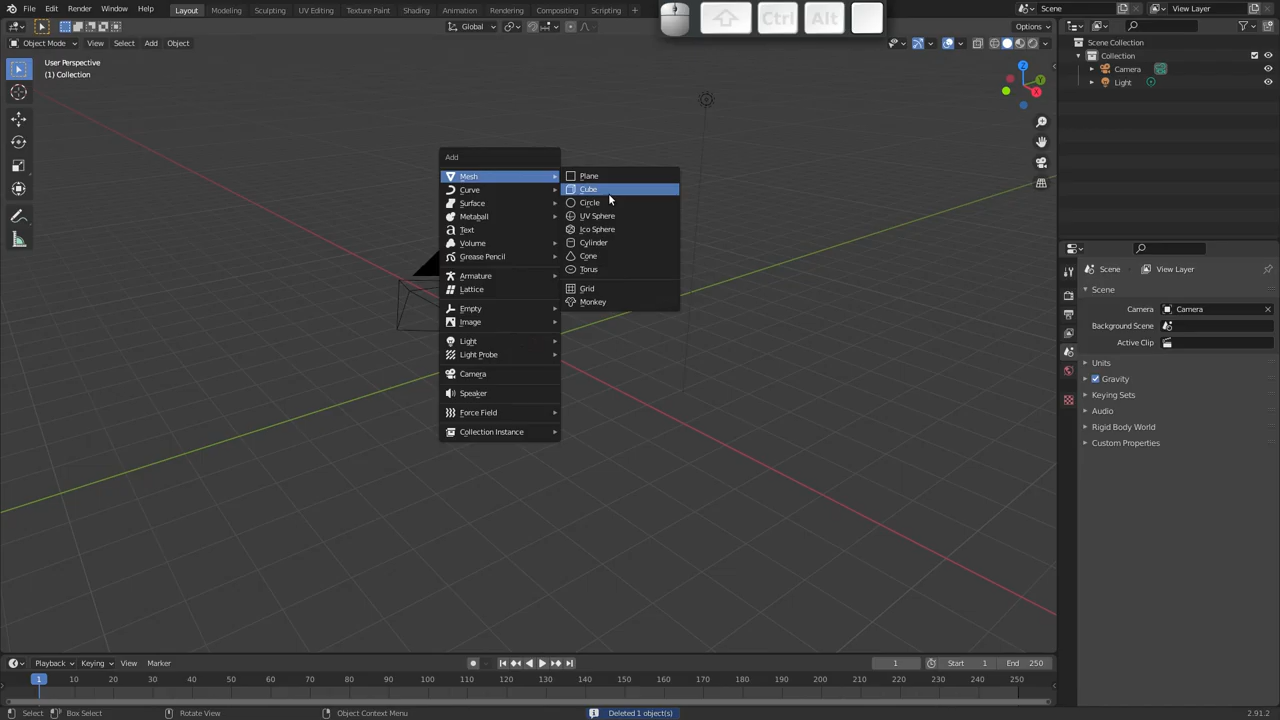 File Edit Render Window Help Layout Modeling Sculpting UV Editing Texture Paint Shading Animation Rendering Compositing Scripting +
Ctrl Alt
Scene View Layer
Global
Options
Object Mode View Select Add Object
User Perspective
(1) Collection
Z
Y
X
Scene Collection
Collection
Camera
Light
Add
Mesh
Curve
Surface
Metaball
Text
Volume
Grease Pencil
Armature
Lattice
Empty
Image
Light
Light Probe
Camera
Speaker
Force Field
Collection Instance
Plane
Cube
Circle
UV Sphere
Ico Sphere
Cylinder
Cone
Torus
Grid
Monkey
Scene View Layer
Scene
Camera Camera
Background Scene
Active Clip
Units
Gravity
Keying Sets
Audio
Rigid Body World
Custom Properties
Playback Keying View Marker 1 Start 1 End 250
1 10 20 30 40 50 60 70 80 90 100 110 120 130 140 150 160 170 180 190 200 210 220 230 240 250
Select Box Select Rotate View Object Context Menu Deleted 1 object(s) 2.91.2